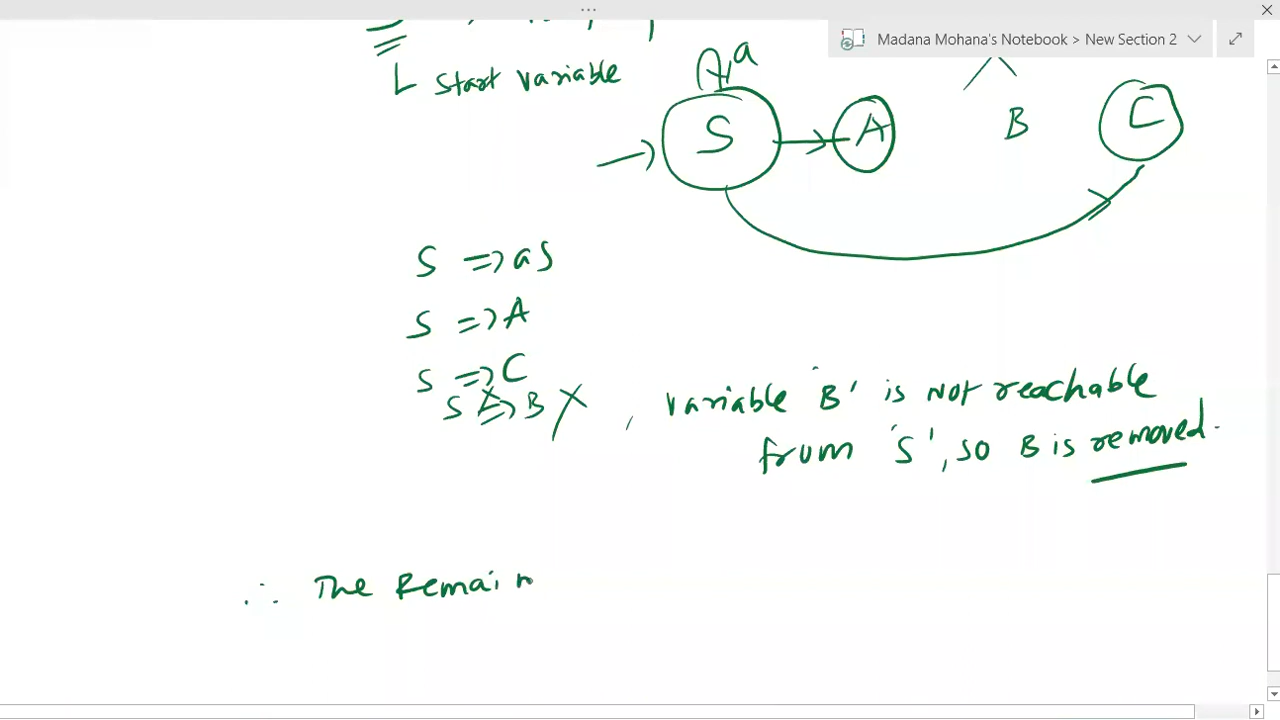 Madana Mohana's Notebook > New Section 2
Start variable
a
S A B C
S => aS
S => A
S => C
S => B
, variable 'B' is not reachable
from 'S', so B is removed.
∴ The Remain